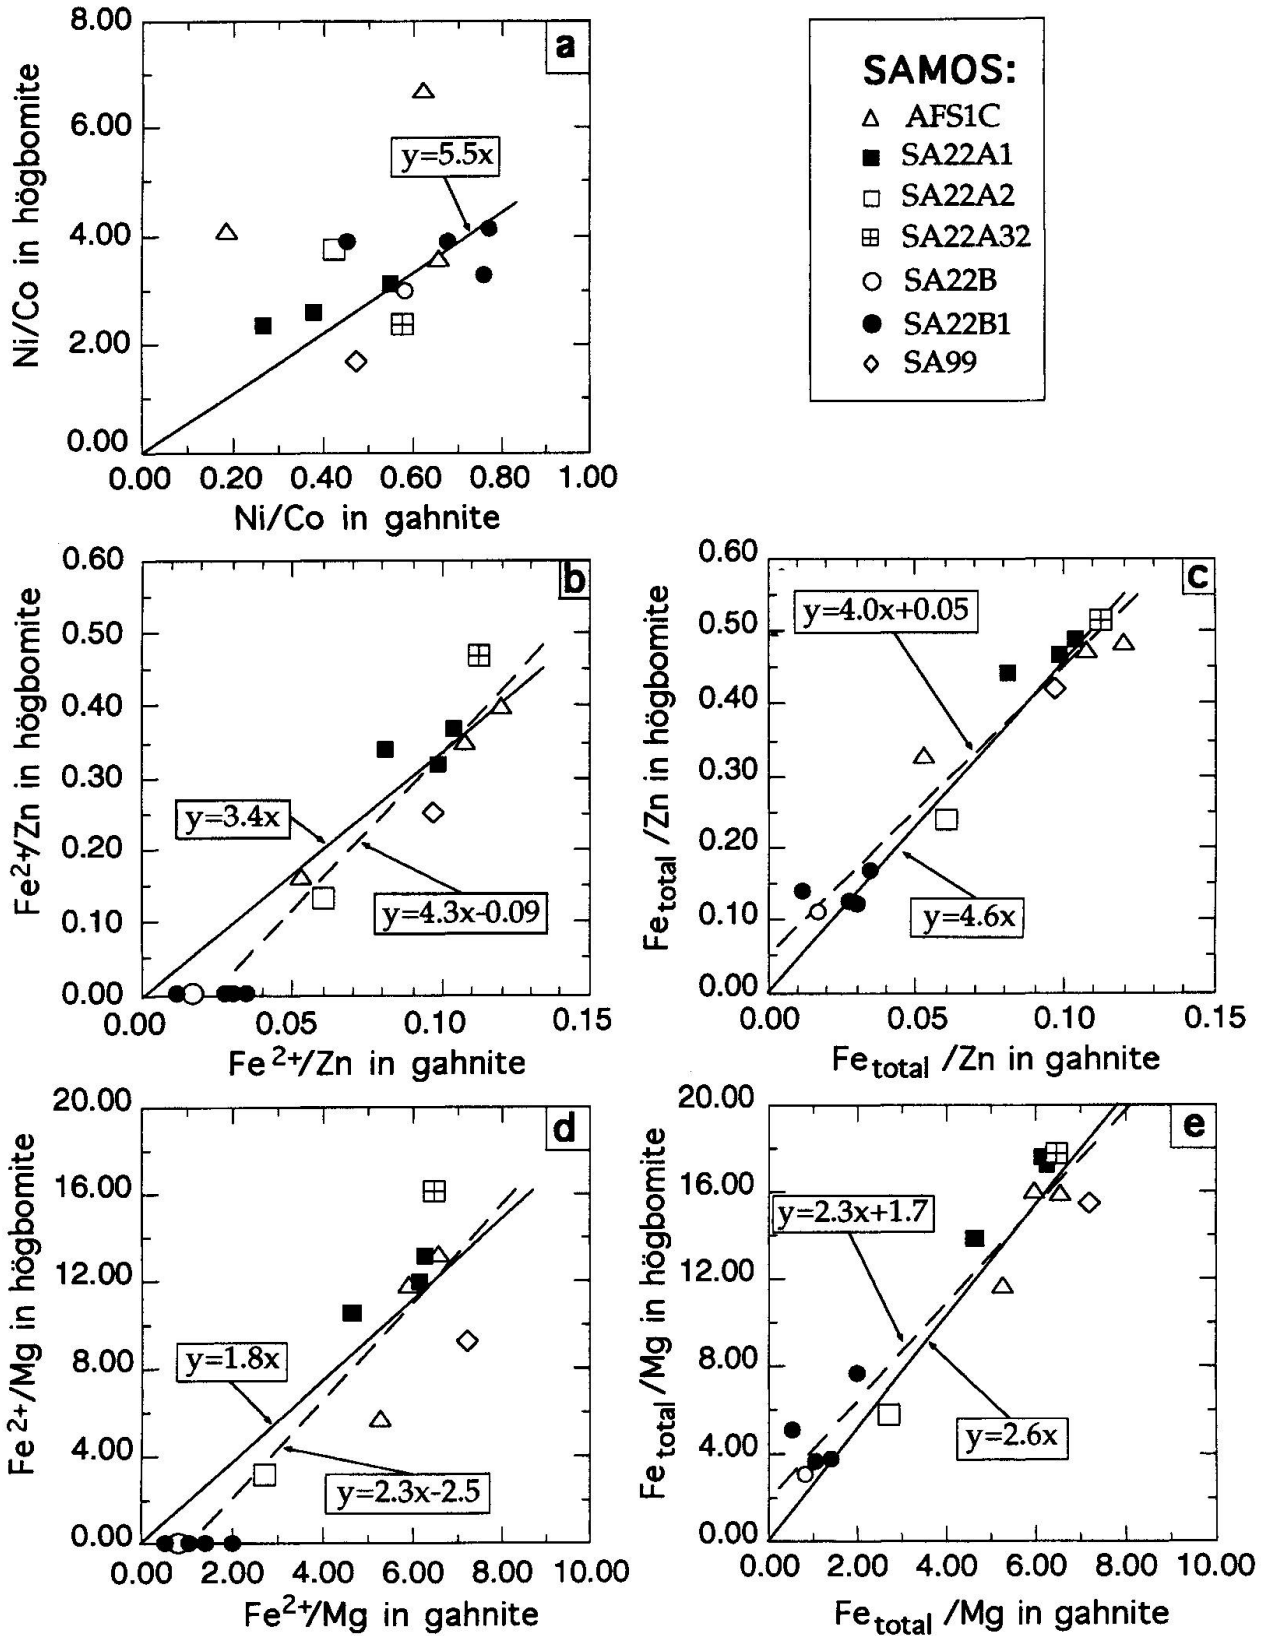 a
8.00
6.00
4.00
2.00
0.00
Ni/Co in högbomite
y=5.5x
0.00 0.20 0.40 0.60 0.80 1.00
Ni/Co in gahnite
SAMOS:
AFS1C
SA22A1
SA22A2
SA22A32
SA22B
SA22B1
SA99
b
0.60
0.50
0.40
0.30
0.20
0.10
0.00
Fe2+/Zn in högbomite
y=3.4x
y=4.3x-0.09
0.00 0.05 0.10 0.15
Fe2+/Zn in gahnite
c
0.60
0.50
0.40
0.30
0.20
0.10
0.00
Fetotal /Zn in högbomite
y=4.0x+0.05
y=4.6x
0.00 0.05 0.10 0.15
Fetotal /Zn in gahnite
d
20.00
16.00
12.00
8.00
4.00
0.00
Fe2+/Mg in högbomite
y=1.8x
y=2.3x-2.5
0.00 2.00 4.00 6.00 8.00 10.00
Fe2+/Mg in gahnite
e
20.00
16.00
12.00
8.00
4.00
0.00
Fetotal /Mg in högbomite
y=2.3x+1.7
y=2.6x
0.00 2.00 4.00 6.00 8.00 10.00
Fetotal /Mg in gahnite